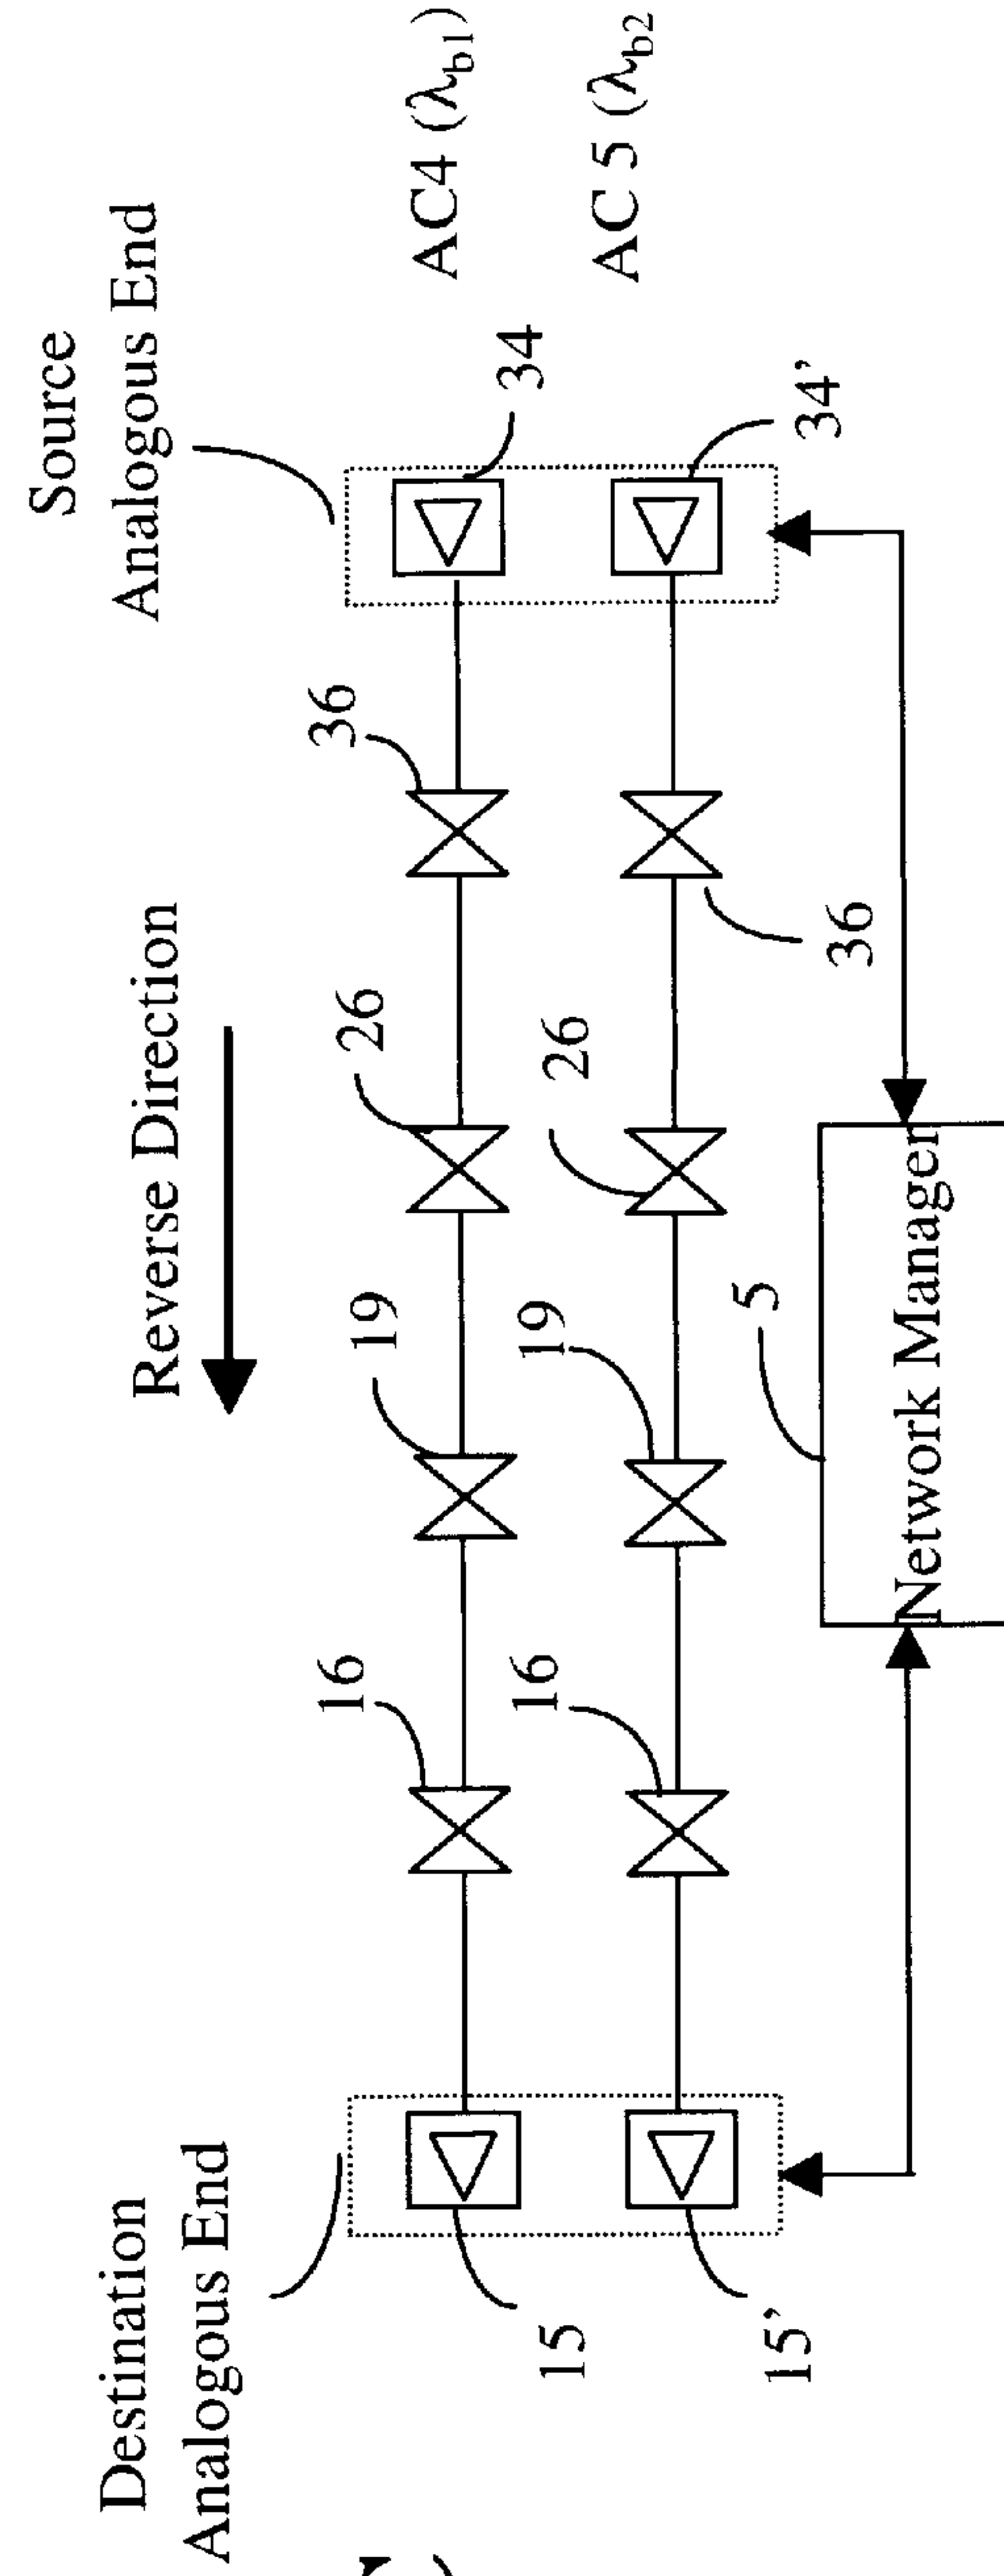 Source
Analogous End
AC4 (λb1)
AC 5 (λb2
34
34'
Reverse Direction
36
36
26
26
19
19
16
16
5
Network Manager
Destination
Analogous End
15
15'